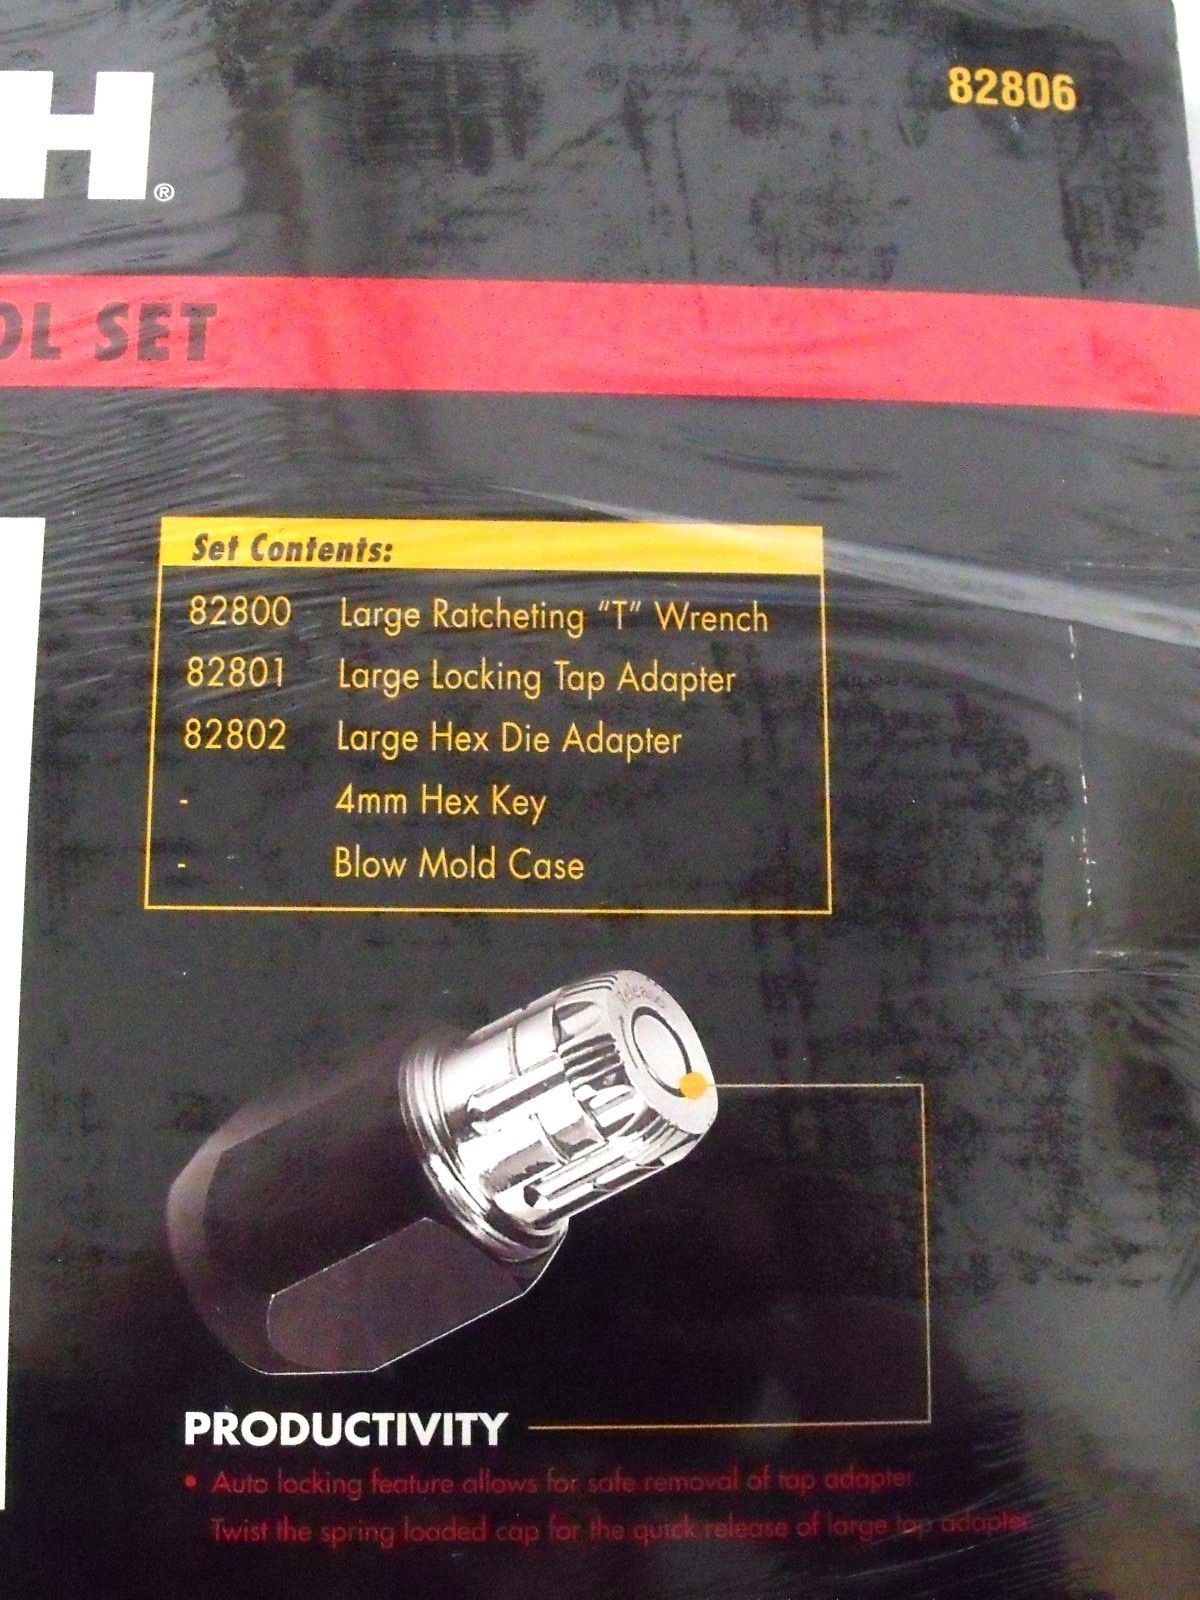 H®
82806
OL SET
Set Contents:
82800 Large Ratcheting "T" Wrench
82801 Large Locking Tap Adapter
82802 Large Hex Die Adapter
- 4mm Hex Key
- Blow Mold Case
Release
PRODUCTIVITY
• Auto locking feature allows for safe removal of tap adapter.
Twist the spring loaded cap for the quick release of large tap adapter.